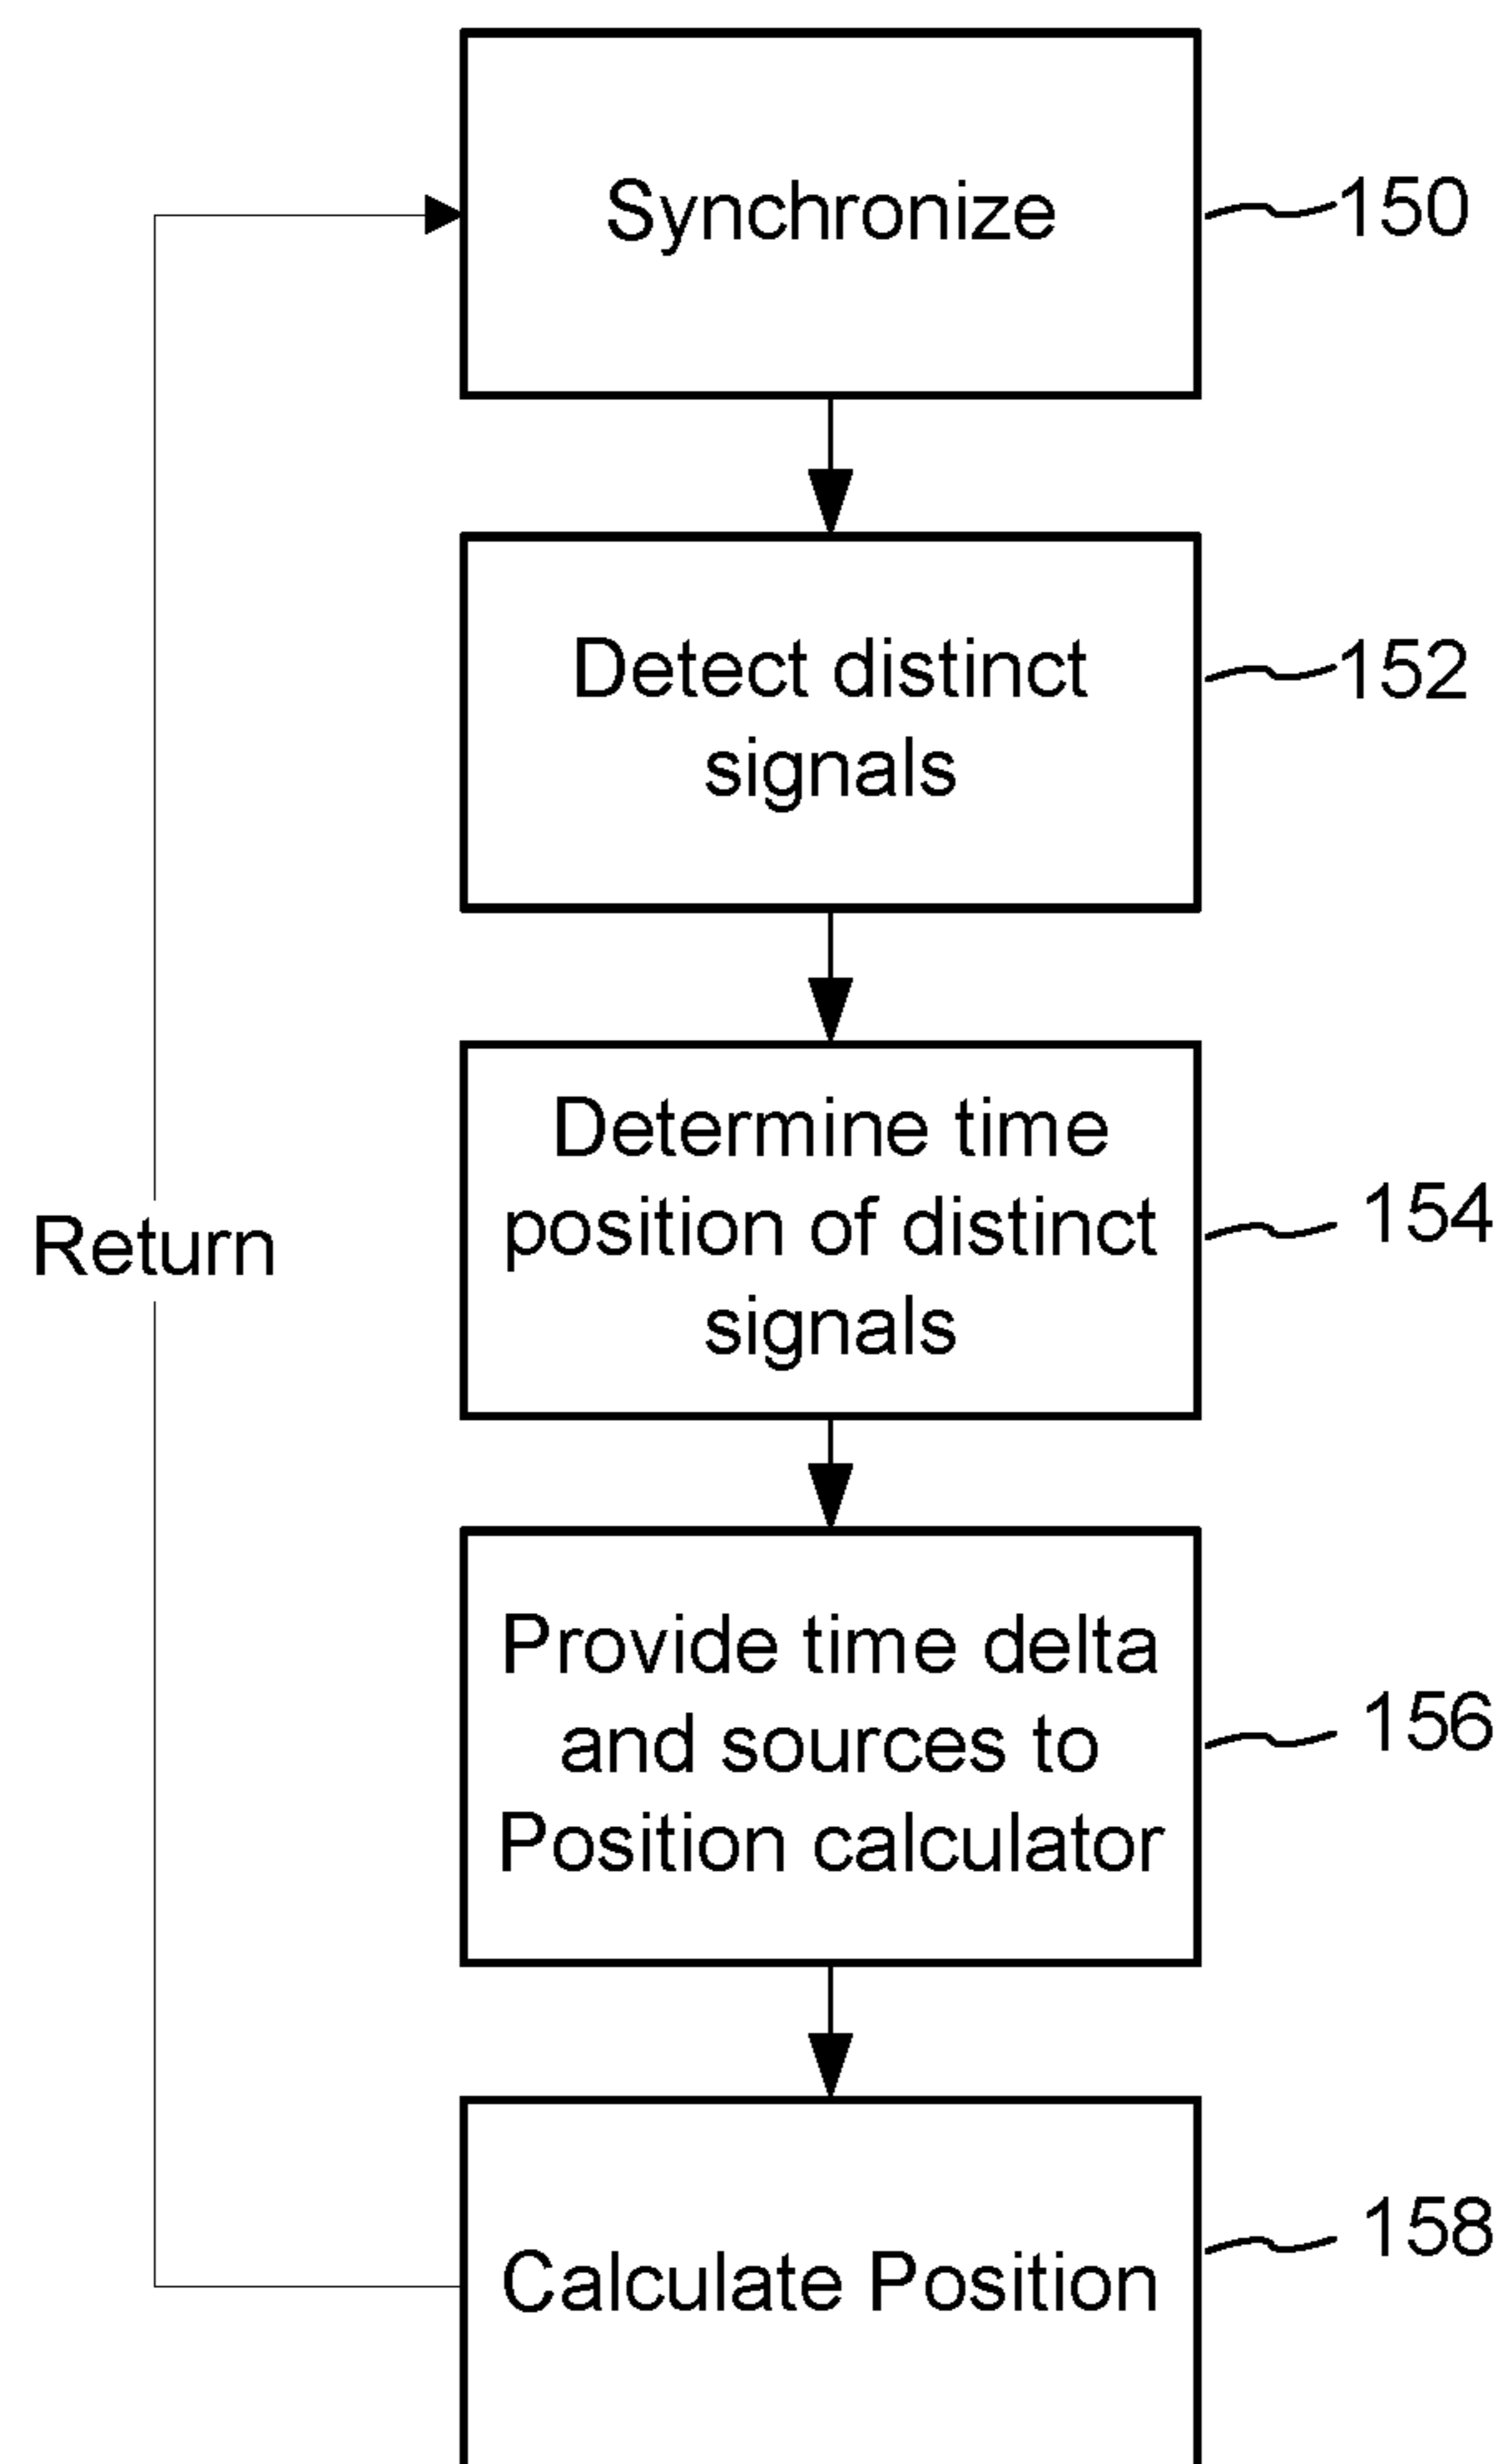 Synchronize
150
Detect distinct
signals
152
Determine time
position of distinct
signals
154
Return
Provide time delta
and sources to
Position calculator
156
Calculate Position
158